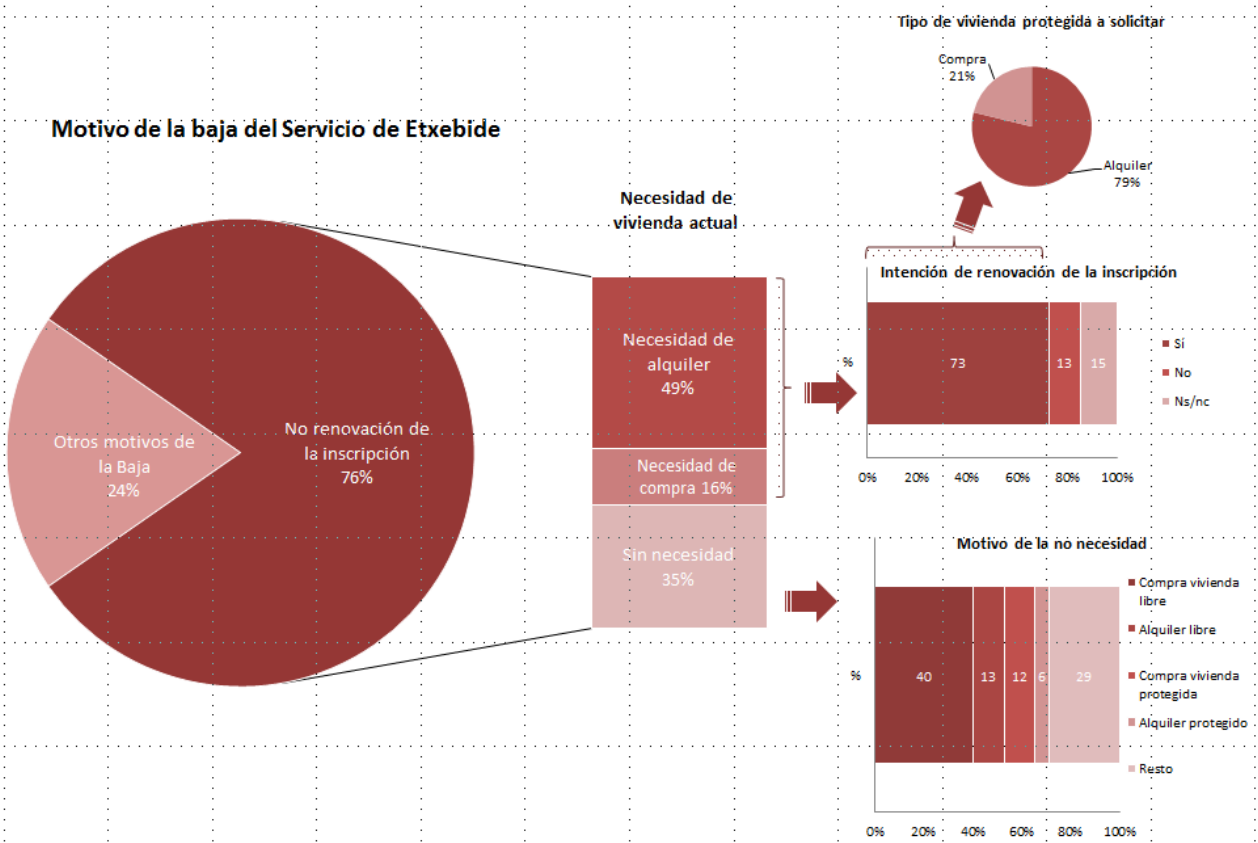 Motivo de la baja del Servicio de Etxebide
Otros motivos de
la Baja
24%
No renovación de
la inscripción
76%
Necesidad de
vivienda actual
Necesidad de
alquiler
49%
Necesidad de
compra 16%
Sin necesidad
35%
Tipo de vivienda protegida a solicitar
Compra
21%
Alquiler
79%
Intención de renovación de la inscripción
%
73
13
15
Sí
No
Ns/nc
0%
20%
40%
60%
80%
100%
Motivo de la no necesidad
%
40
13
12
6
29
Compra vivienda
libre
Alquiler libre
Compra vivienda
protegida
Alquiler protegido
Resto
0%
20%
40%
60%
80%
100%